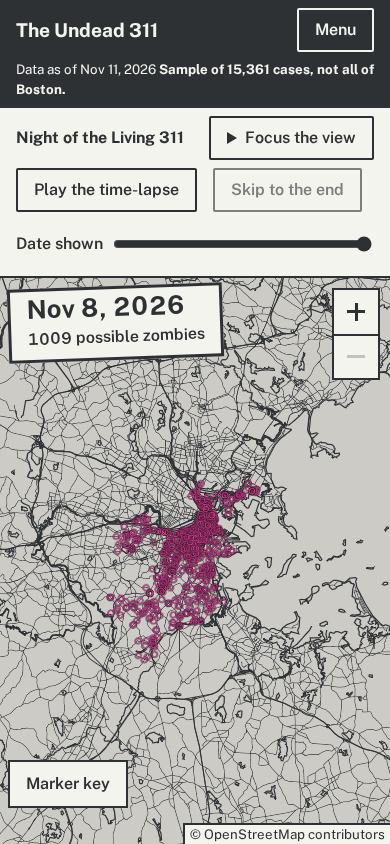 The Undead 311
Menu
Data as of Nov 11, 2026 Sample of 15,361 cases, not all of
Boston.
Night of the Living 311
Focus the view
Play the time-lapse
Skip to the end
Date shown
Nov 8, 2026
1009 possible zombies
+
−
Marker key
© OpenStreetMap contributors